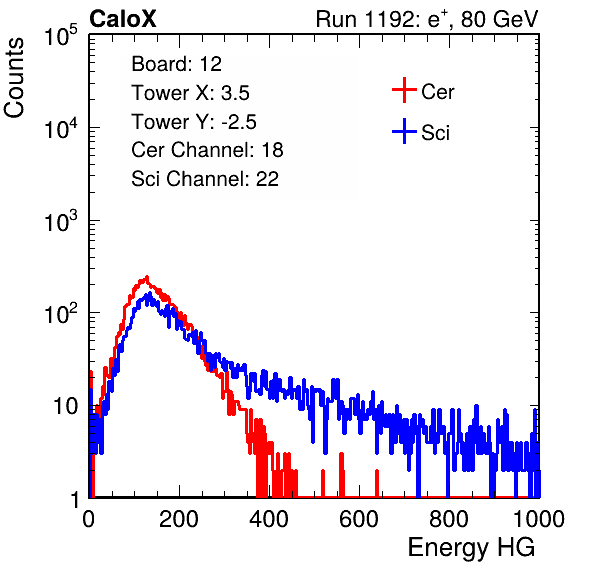 CaloX Run 1192: e⁺, 80 GeV
Counts
Board: 12
Tower X: 3.5
Tower Y: -2.5
Cer Channel: 18
Sci Channel: 22
Cer
Sci
10⁵
10⁴
10³
10²
10
1
0 200 400 600 800 1000
Energy HG